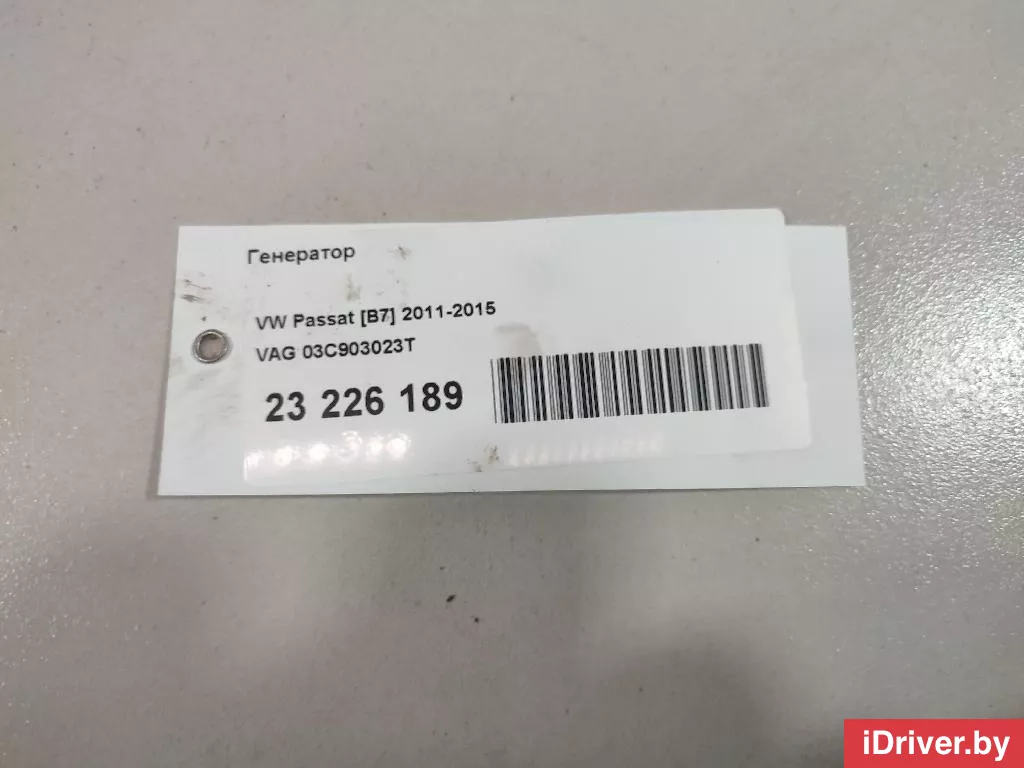 Генератор
VW Passat [B7] 2011-2015
VAG 03C903023T
23 226 189
iDriver.by